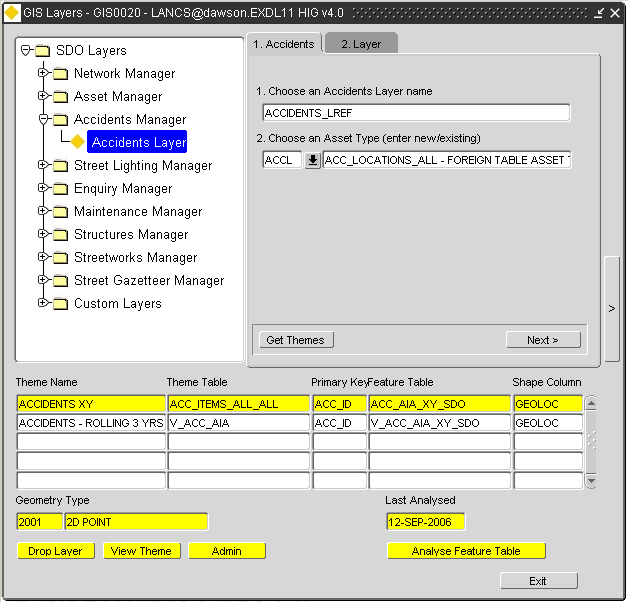 GIS Layers - GIS0020 - LANCS@dawson.EXDL11 HIG v4.0
SDO Layers
Network Manager
Asset Manager
Accidents Manager
Accidents Layer
Street Lighting Manager
Enquiry Manager
Maintenance Manager
Structures Manager
Streetworks Manager
Street Gazetteer Manager
Custom Layers
1. Accidents 2. Layer
1. Choose an Accidents Layer name
ACCIDENTS_LREF
2. Choose an Asset Type (enter new/existing)
ACCL ACC_LOCATIONS_ALL - FOREIGN TABLE ASSET
Get Themes Next >
>
Theme Name Theme Table Primary Key Feature Table Shape Column
ACCIDENTS XY ACC_ITEMS_ALL_ALL ACC_ID ACC_AIA_XY_SDO GEOLOC
ACCIDENTS - ROLLING 3 YRS V_ACC_AIA ACC_ID V_ACC_AIA_XY_SDO GEOLOC
Geometry Type Last Analysed
2001 2D POINT 12-SEP-2006
Drop Layer View Theme Admin Analyse Feature Table
Exit